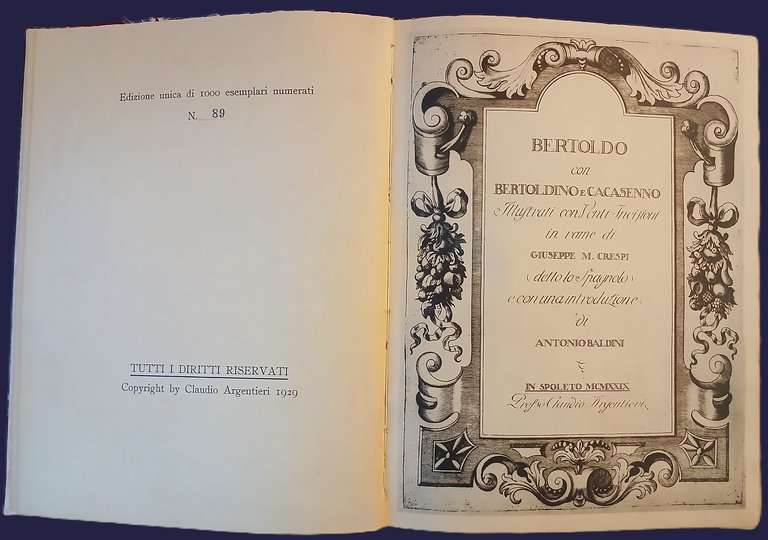 Edizione unica di 1000 esemplari numerati
N. 89
TUTTI I DIRITTI RISERVATI
Copyright by Claudio Argentieri 1929
BERTOLDO
con
BERTOLDINO E CACASENNO
Illustrati con Venti Incisioni
in rame di
GIUSEPPE M. CRESPI
(detto lo Spagnolo)
e con una introduzione
di
ANTONIO BALDINI
IN SPOLETO MCMXXIX
Presso Claudio Argentieri